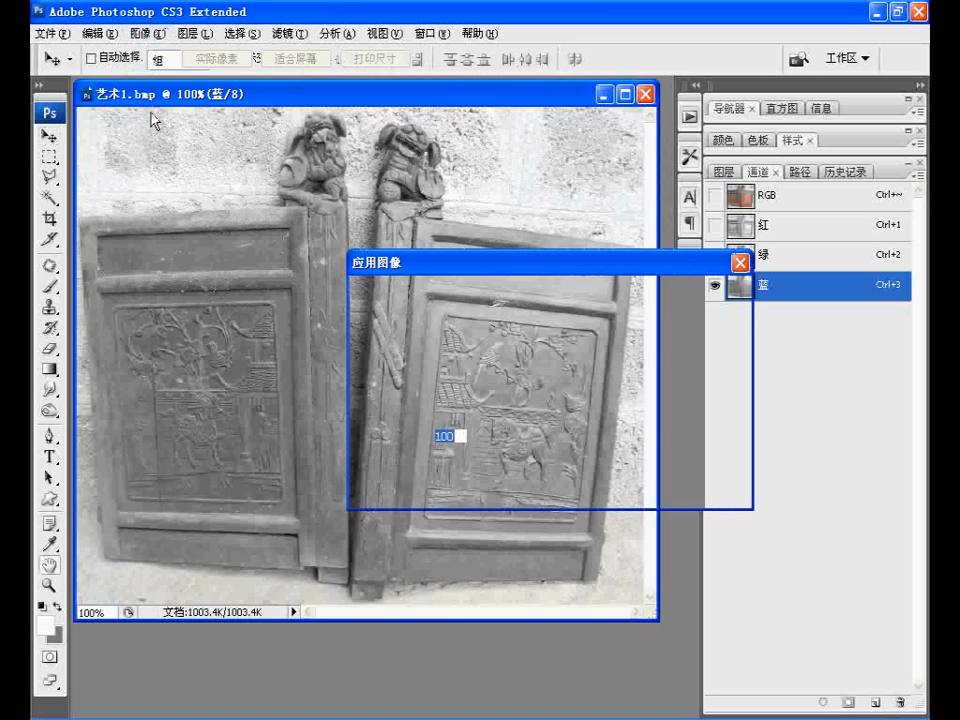 Adobe Photoshop CS3 Extended
文件(F) 编辑(E) 图像(I) 图层(L) 选择(S) 滤镜(T) 分析(A) 视图(V) 窗口(W) 帮助(H)
自动选择: 组 实际像素 适合屏幕 打印尺寸 工作区
艺术1.bmp @ 100%(蓝/8)
Ps
导航器 直方图 信息
颜色 色板 样式
图层 通道 路径 历史记录
RGB Ctrl+~
红 Ctrl+1
绿 Ctrl+2
蓝 Ctrl+3
应用图像
100
100% 文档:1003.4K/1003.4K